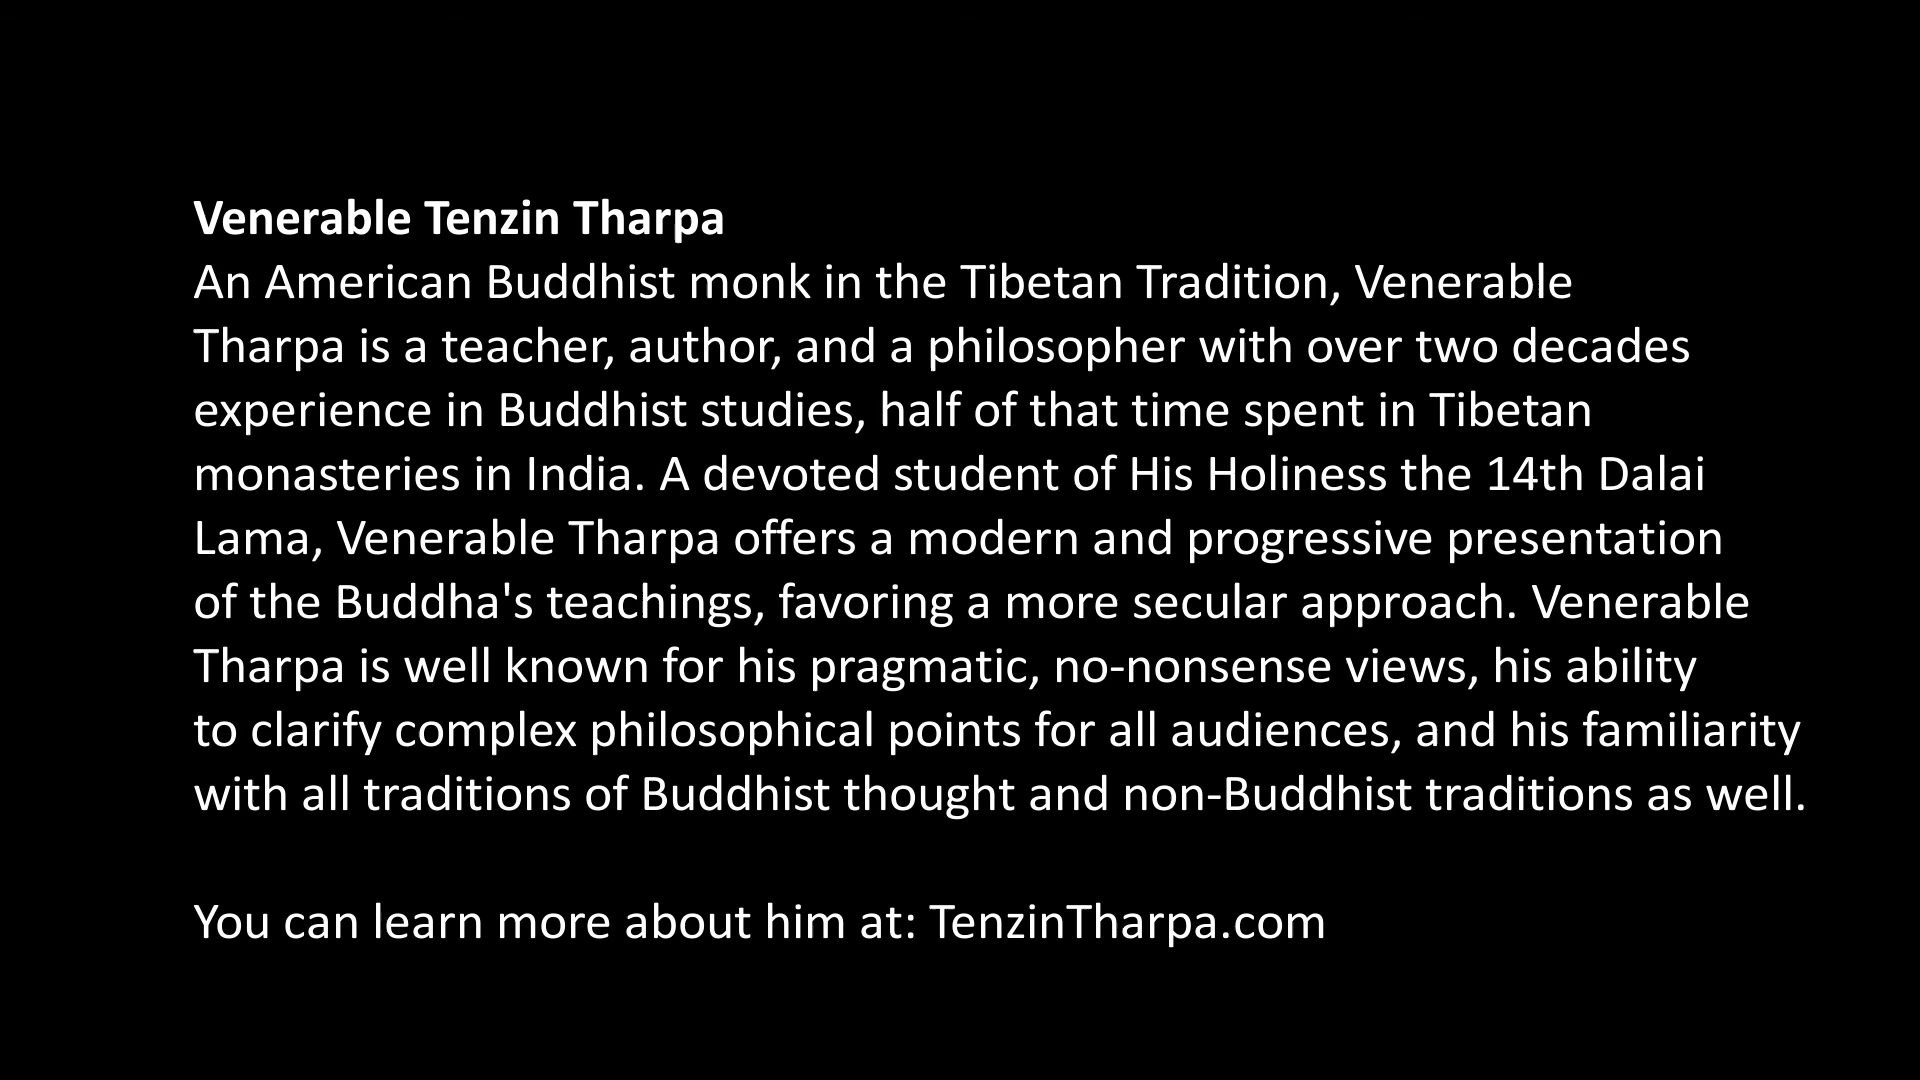 Venerable Tenzin Tharpa
An American Buddhist monk in the Tibetan Tradition, Venerable
Tharpa is a teacher, author, and a philosopher with over two decades
experience in Buddhist studies, half of that time spent in Tibetan
monasteries in India. A devoted student of His Holiness the 14th Dalai
Lama, Venerable Tharpa offers a modern and progressive presentation
of the Buddha's teachings, favoring a more secular approach. Venerable
Tharpa is well known for his pragmatic, no-nonsense views, his ability
to clarify complex philosophical points for all audiences, and his familiarity
with all traditions of Buddhist thought and non-Buddhist traditions as well.
You can learn more about him at: TenzinTharpa.com